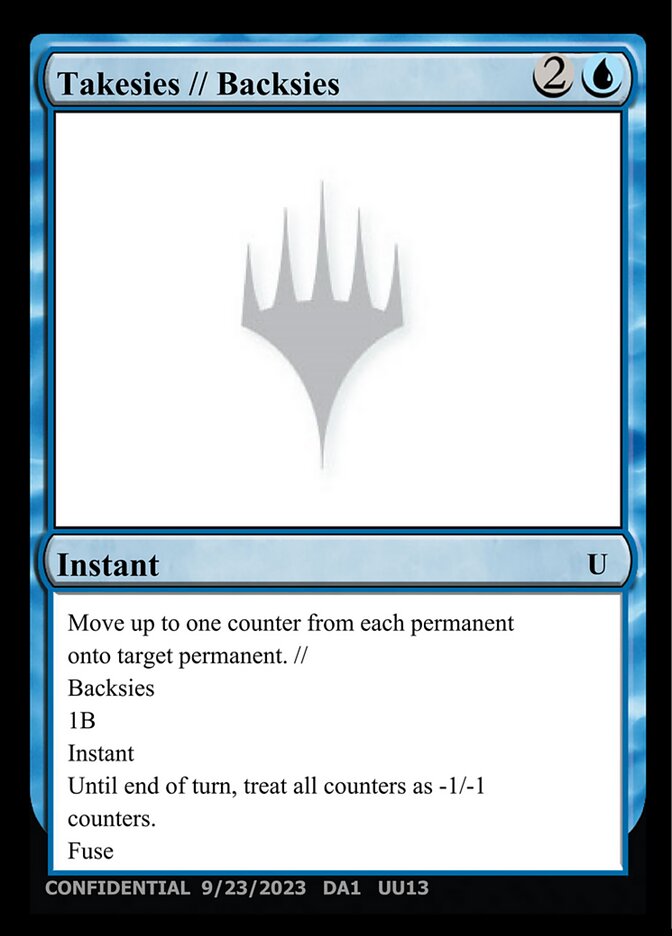 Takesies // Backsies 2
Instant U
Move up to one counter from each permanent
onto target permanent. //
Backsies
1B
Instant
Until end of turn, treat all counters as -1/-1
counters.
Fuse
CONFIDENTIAL 9/23/2023 DA1 UU13